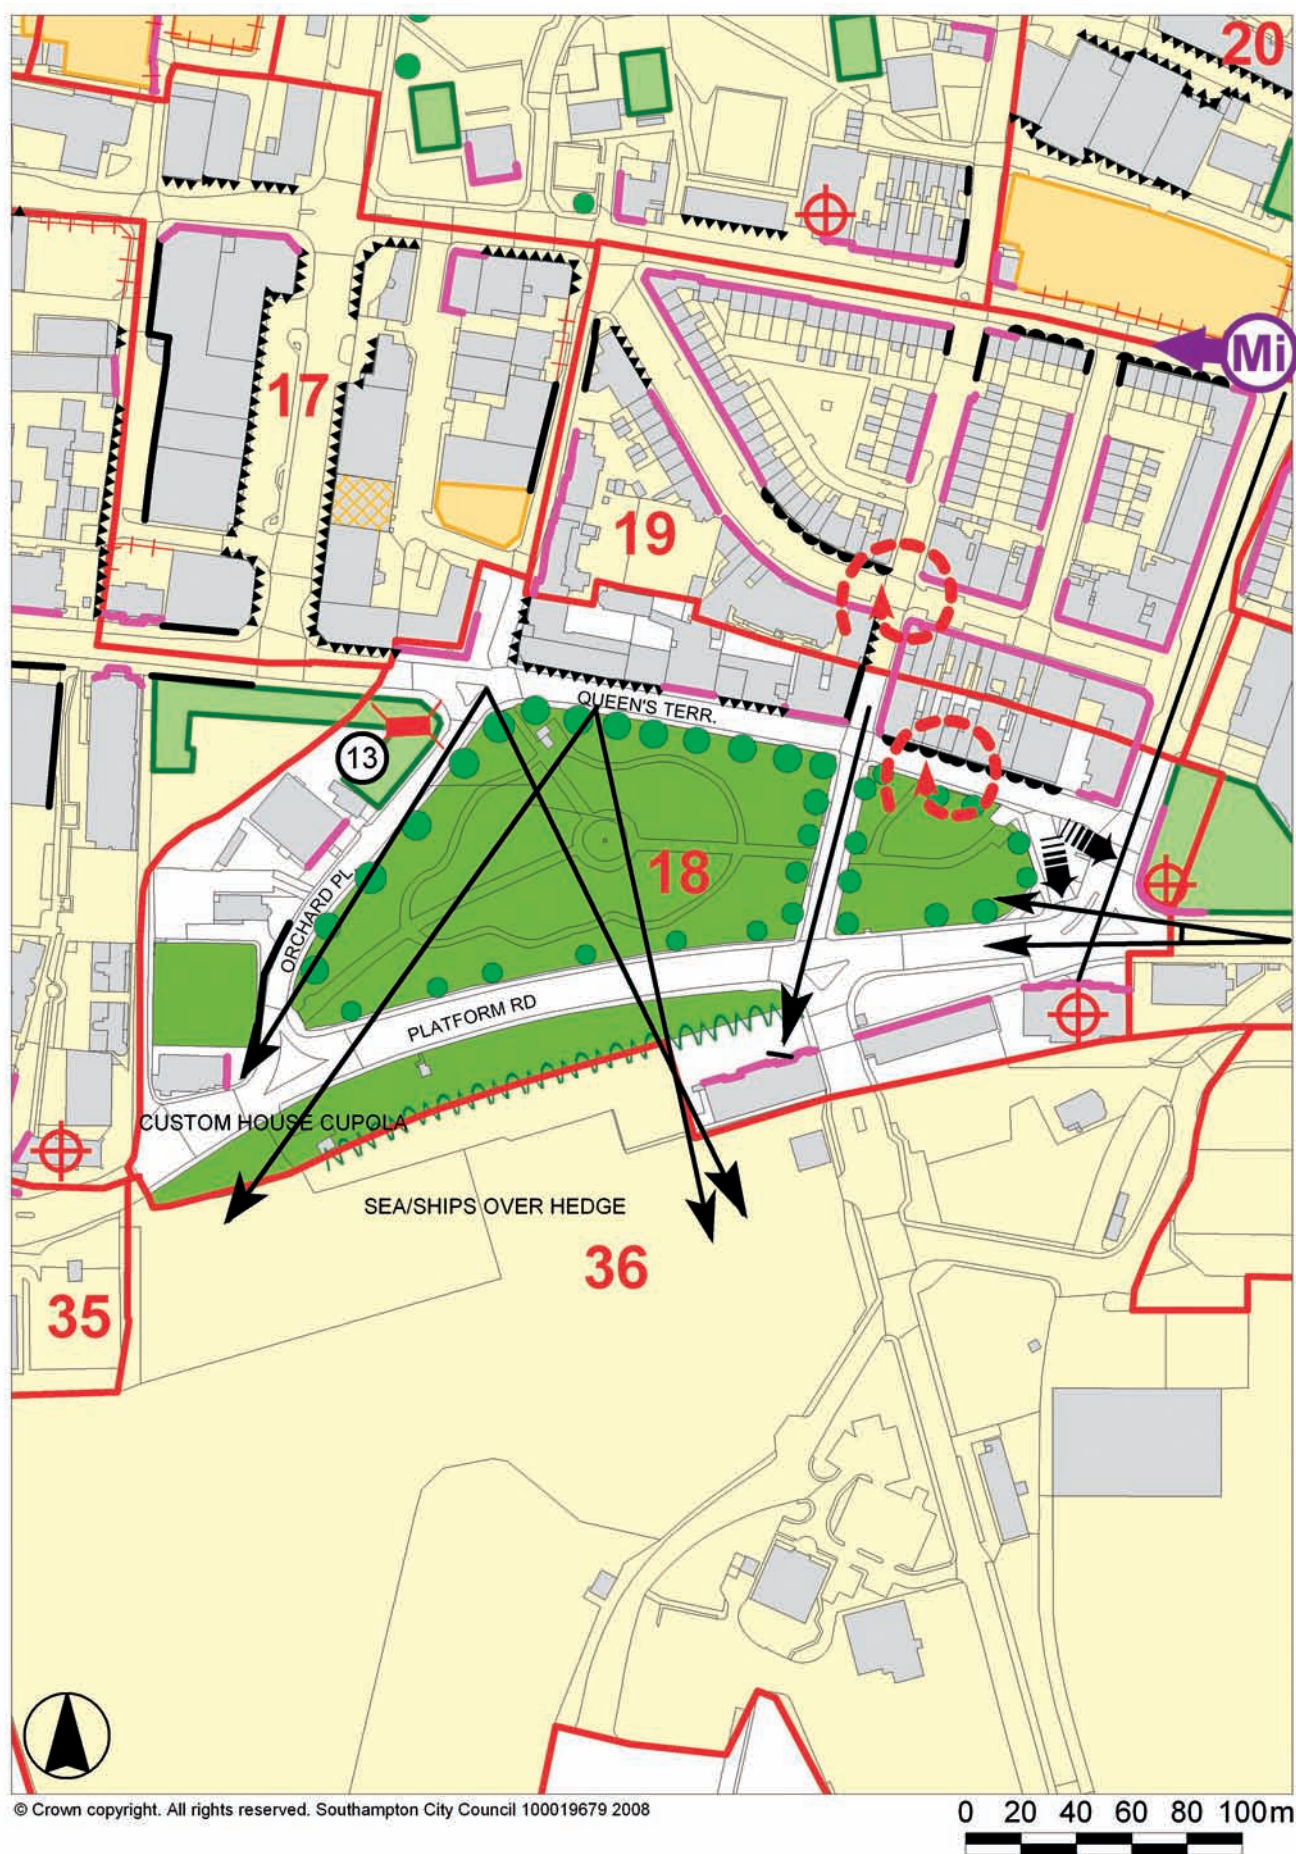 20
Mi
17
19
QUEEN'S TERR.
13
18
ORCHARD PL
PLATFORM RD
CUSTOM HOUSE CUPOLA
SEA/SHIPS OVER HEDGE
36
35
© Crown copyright. All rights reserved. Southampton City Council 100019679 2008
0 20 40 60 80 100m